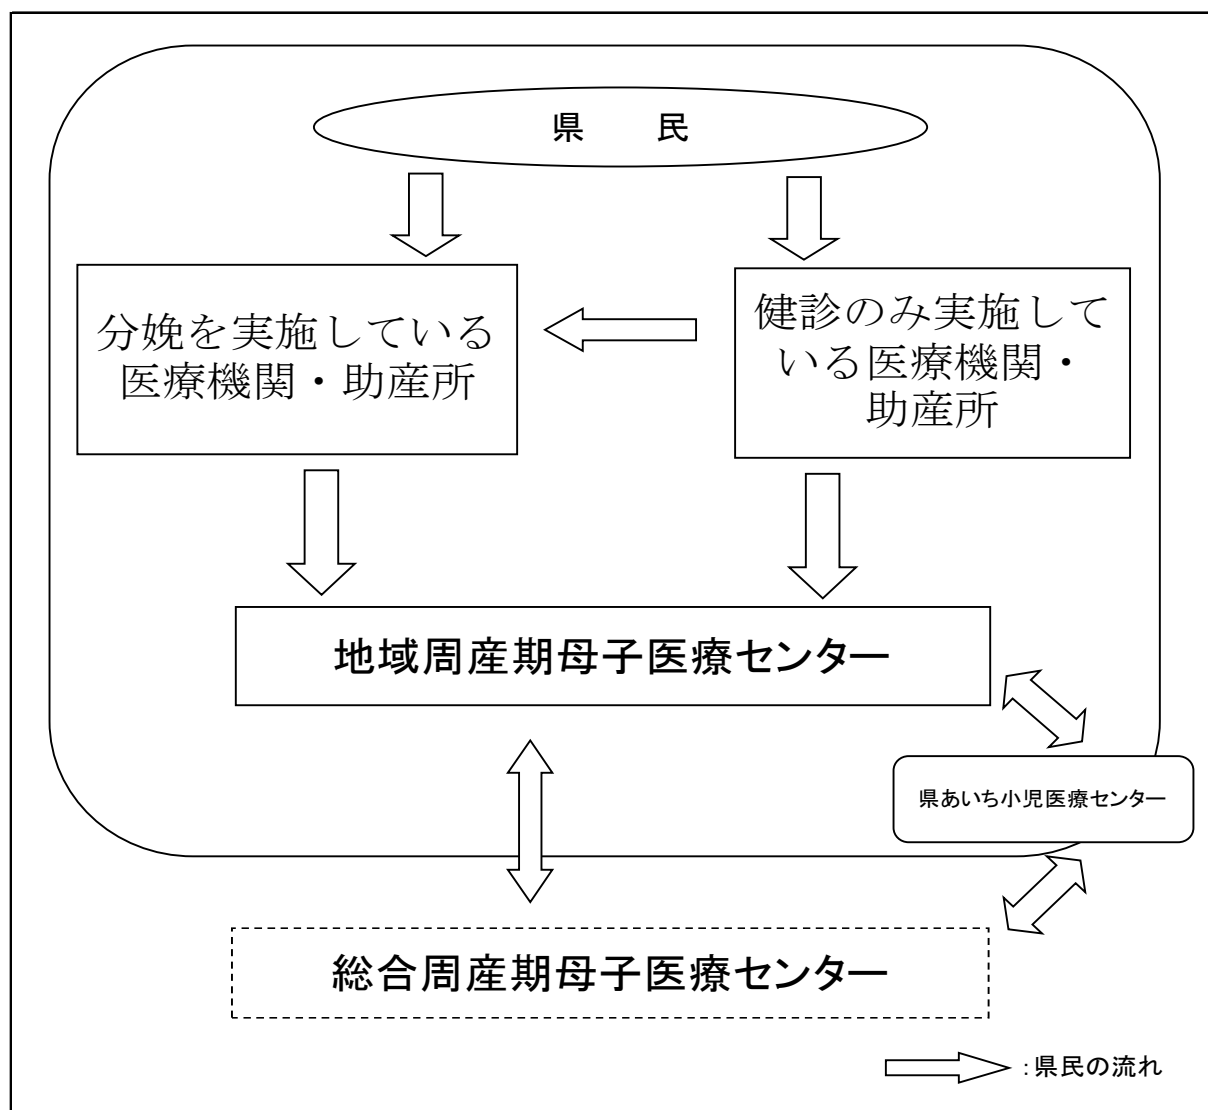 県　　民
分娩を実施している
医療機関・助産所
健診のみ実施して
いる医療機関・
助産所
地域周産期母子医療センター
県あいち小児医療センター
総合周産期母子医療センター
：県民の流れ